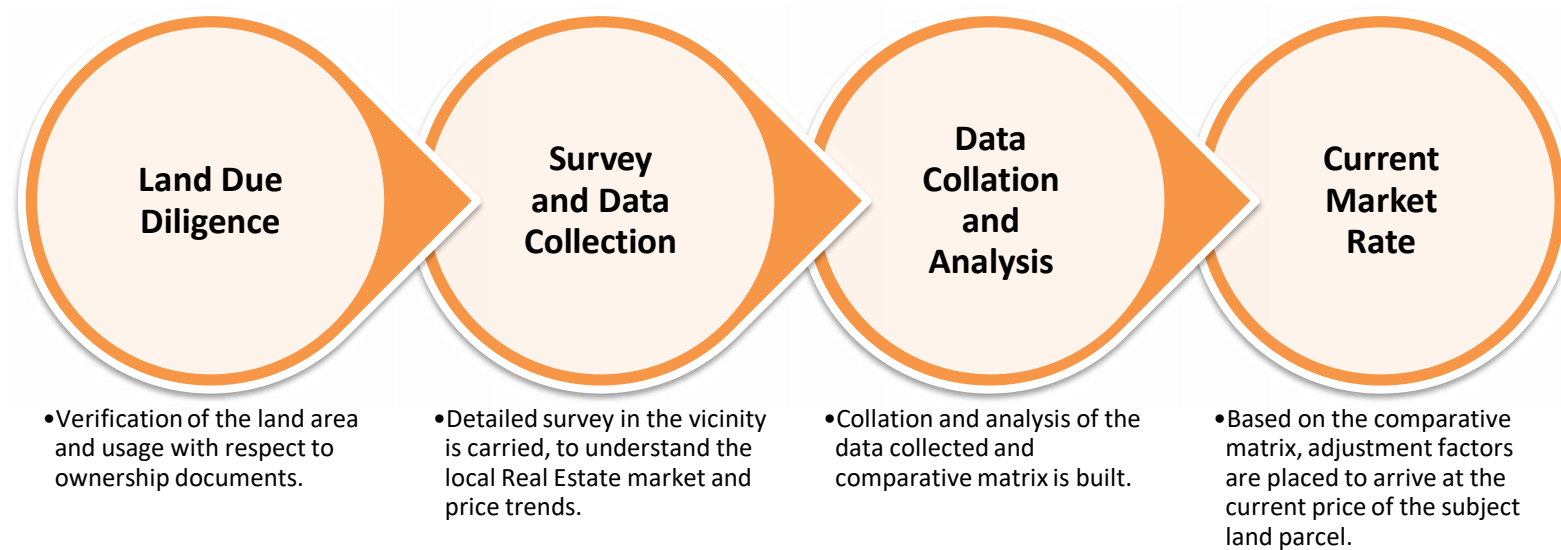 Land Due
Diligence
Survey
and Data
Collection
Data
Collation
and
Analysis
Current
Market
Rate
•Verification of the land area
and usage with respect to
ownership documents.
•Detailed survey in the vicinity
is carried, to understand the
local Real Estate market and
price trends.
•Collation and analysis of the
data collected and
comparative matrix is built.
•Based on the comparative
matrix, adjustment factors
are placed to arrive at the
current price of the subject
land parcel.